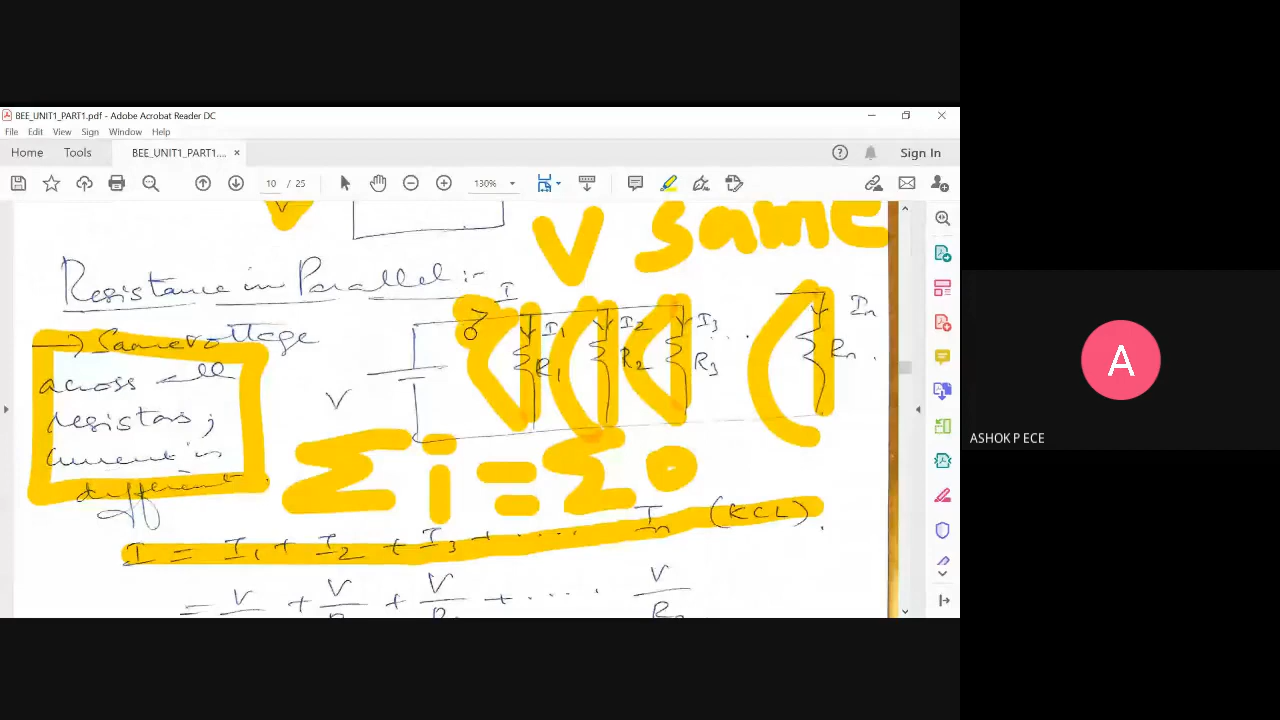 BEE_UNIT1_PART1.pdf - Adobe Acrobat Reader DC
File Edit View Sign Window Help
Home Tools BEE_UNIT1_PART1.... × Sign In
10 / 25 130%
V same
Resistance in Parallel :-
I
→ Same voltage
across all
resistors ;
current is
different.
V
I1 I2 I3 ... In
R1 R2 R3 Rn .
Σ i = Σ o
I = I1 + I2 + I3 + ..... In (KCL).
= V + V + V + ..... V
A
ASHOK P ECE